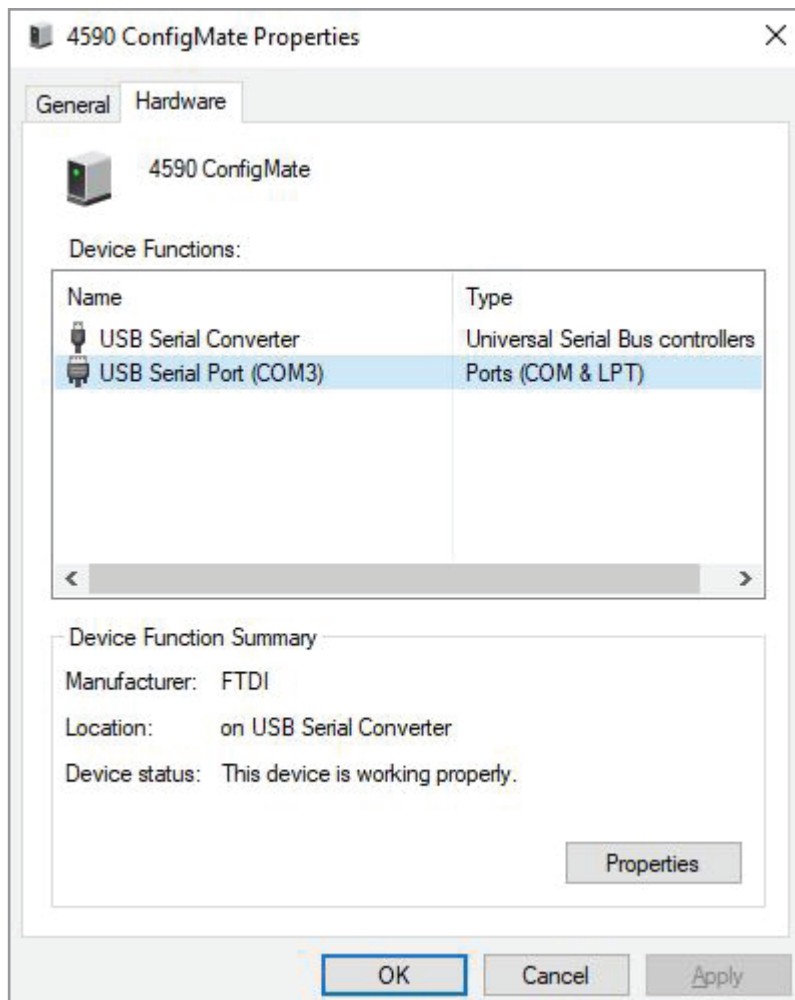 4590 ConfigMate Properties
General Hardware
4590 ConfigMate
Device Functions:
Name Type
USB Serial Converter Universal Serial Bus controllers
USB Serial Port (COM3) Ports (COM & LPT)
Device Function Summary
Manufacturer: FTDI
Location: on USB Serial Converter
Device status: This device is working properly.
Properties
OK Cancel Apply